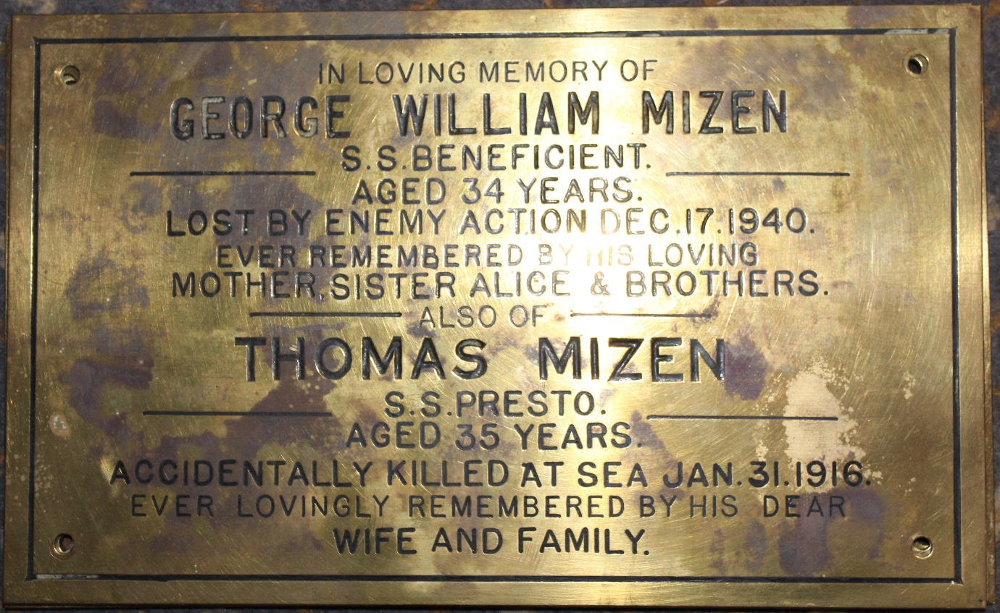 IN LOVING MEMORY OF
GEORGE WILLIAM MIZEN
S.S.BENEFICIENT.
AGED 34 YEARS.
LOST BY ENEMY ACTION DEC.17.1940.
EVER REMEMBERED BY HIS LOVING
MOTHER,SISTER ALICE & BROTHERS.
ALSO OF
THOMAS MIZEN
S.S.PRESTO.
AGED 35 YEARS.
ACCIDENTALLY KILLED AT SEA JAN.31.1916.
EVER LOVINGLY REMEMBERED BY HIS DEAR
WIFE AND FAMILY.